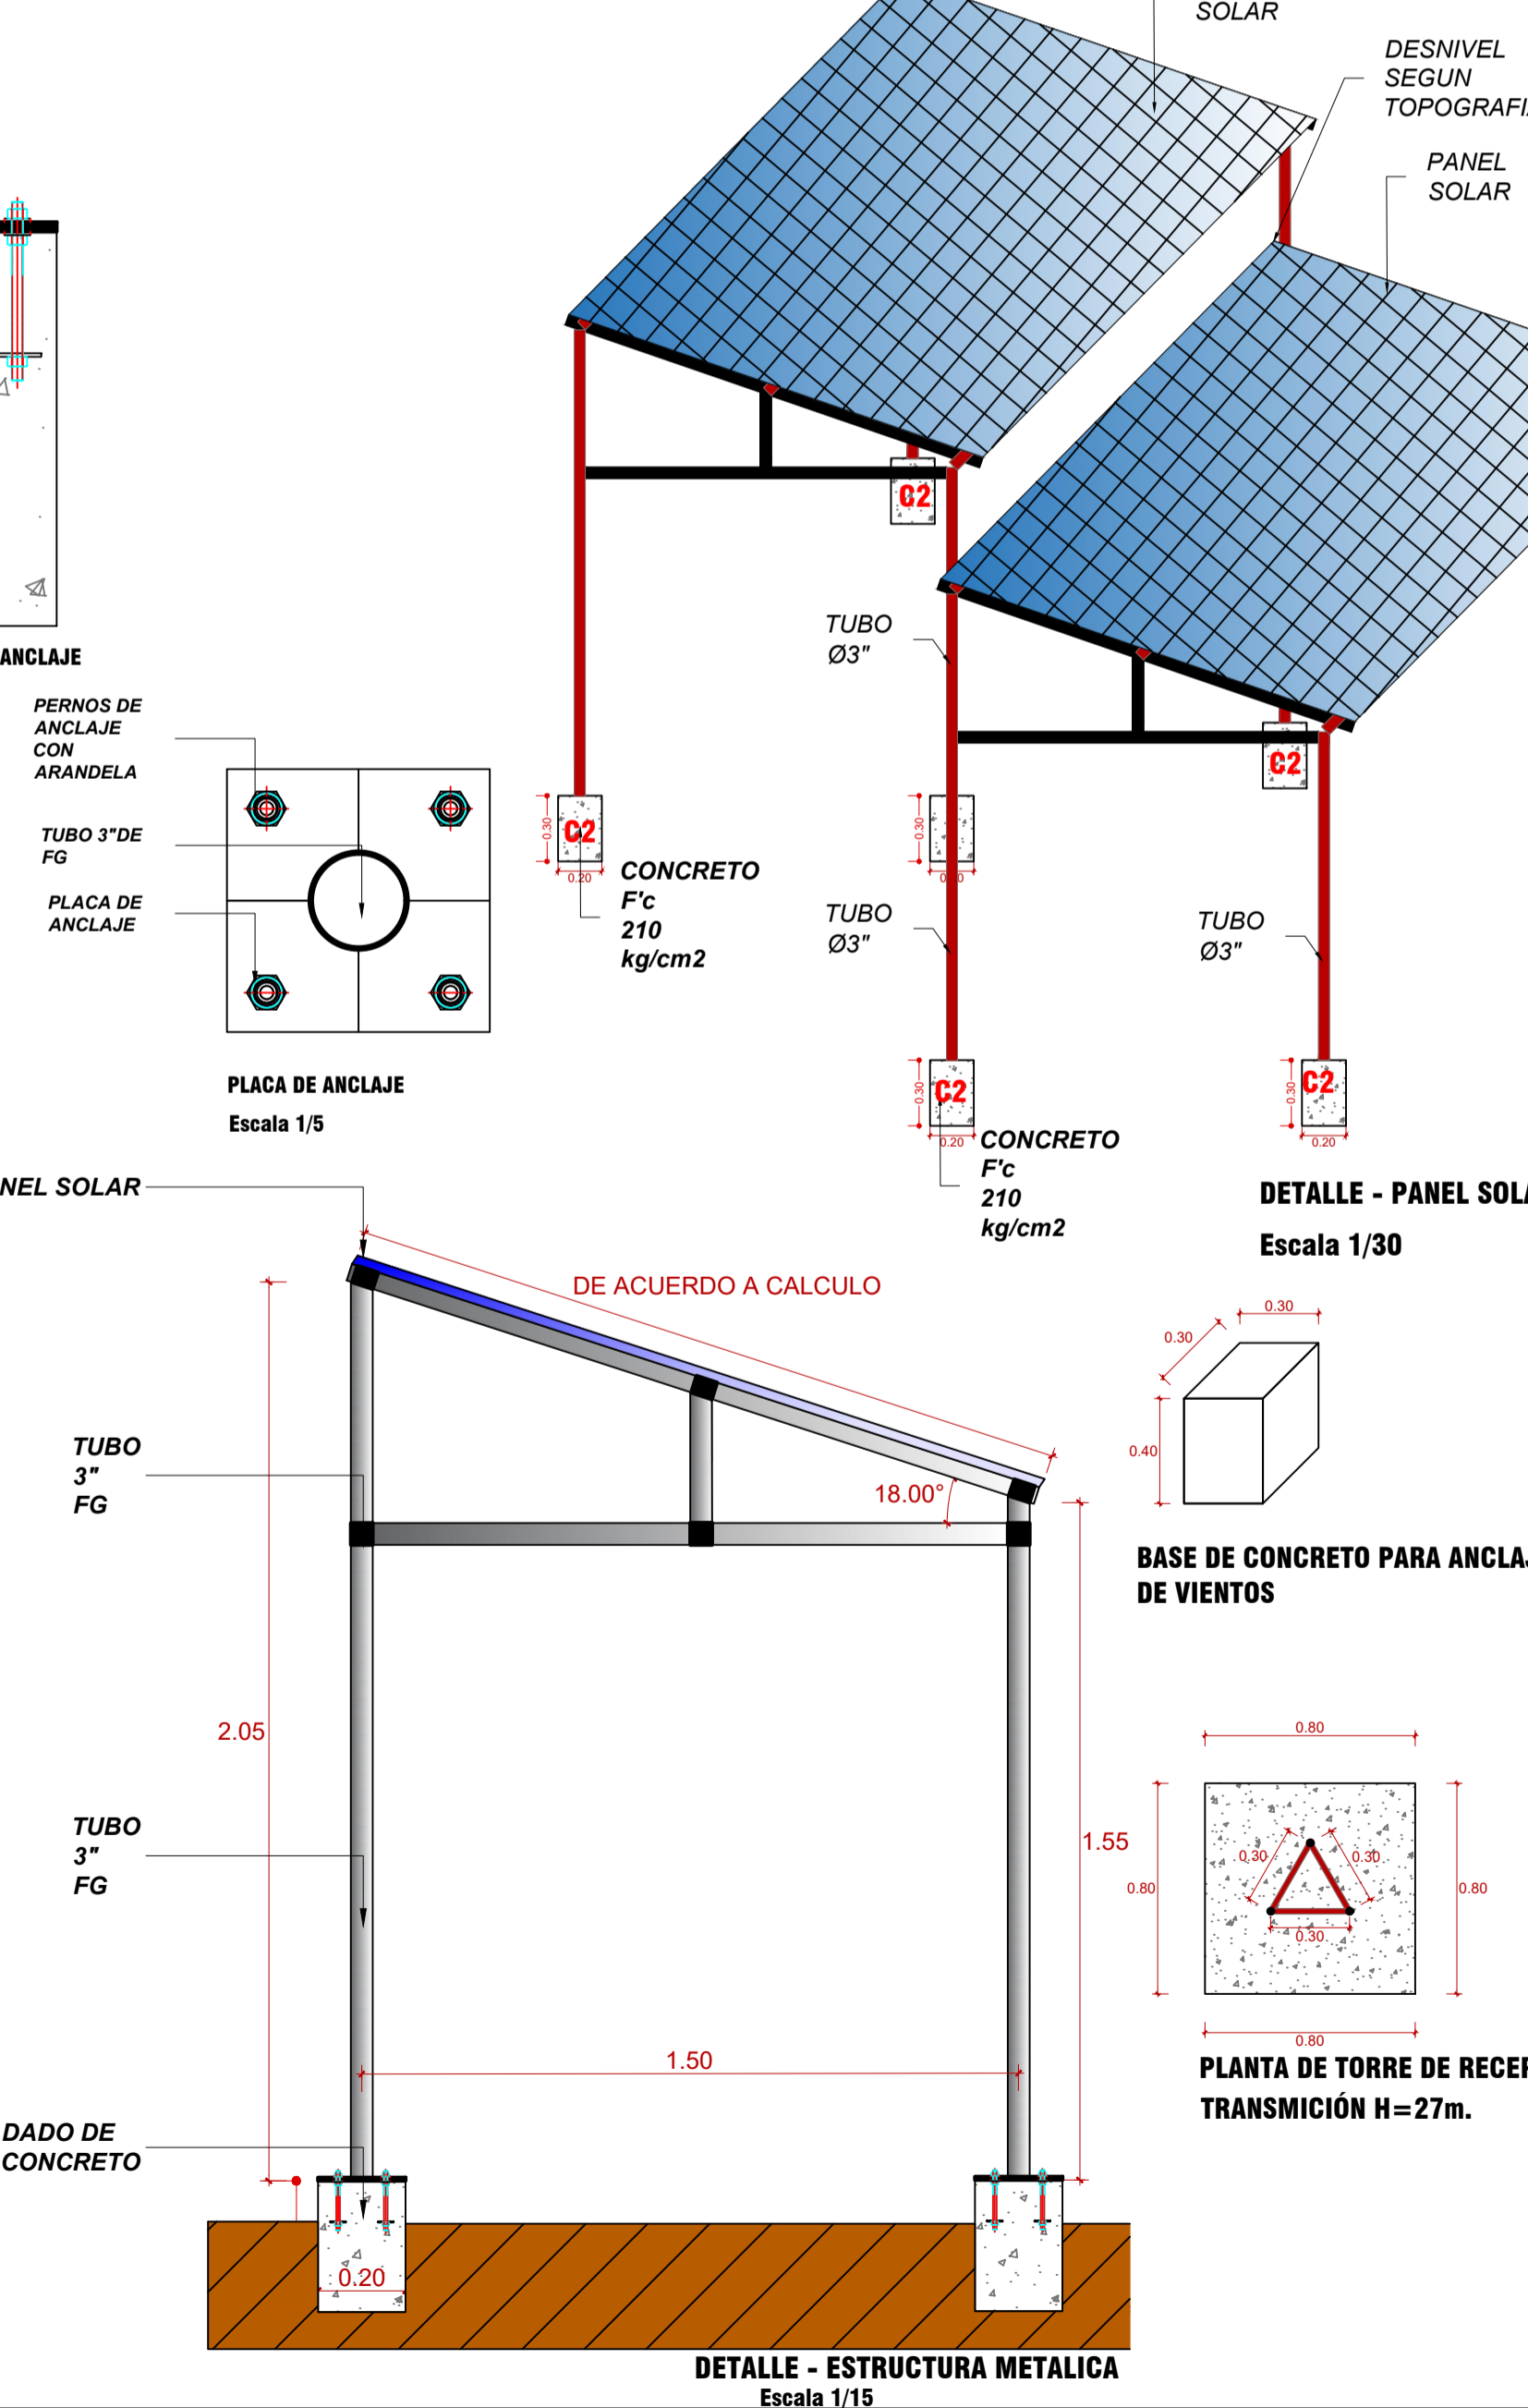 SOLAR
DESNIVEL
SEGUN
TOPOGRAFIA
PANEL
SOLAR
ANCLAJE
PERNOS DE
ANCLAJE
CON
ARANDELA
TUBO 3"DE
FG
PLACA DE
ANCLAJE
PLACA DE ANCLAJE
Escala 1/5
C2
C2
TUBO
Ø3"
0.30
C2
0.20
0.30
CONCRETO
F'c
210
kg/cm2
TUBO
Ø3"
TUBO
Ø3"
0.30
C2
0.20
0.30
C2
0.20
CONCRETO
F'c
210
kg/cm2
DETALLE - PANEL SOLA
Escala 1/30
NEL SOLAR
DE ACUERDO A CALCULO
18.00°
TUBO
3"
FG
2.05
TUBO
3"
FG
1.55
1.50
DADO DE
CONCRETO
0.20
DETALLE - ESTRUCTURA METALICA
Escala 1/15
0.30
0.30
0.40
BASE DE CONCRETO PARA ANCLAJ
DE VIENTOS
0.80
0.80
0.30
0.30
0.30
0.80
0.80
PLANTA DE TORRE DE RECEP
TRANSMICIÓN H=27m.